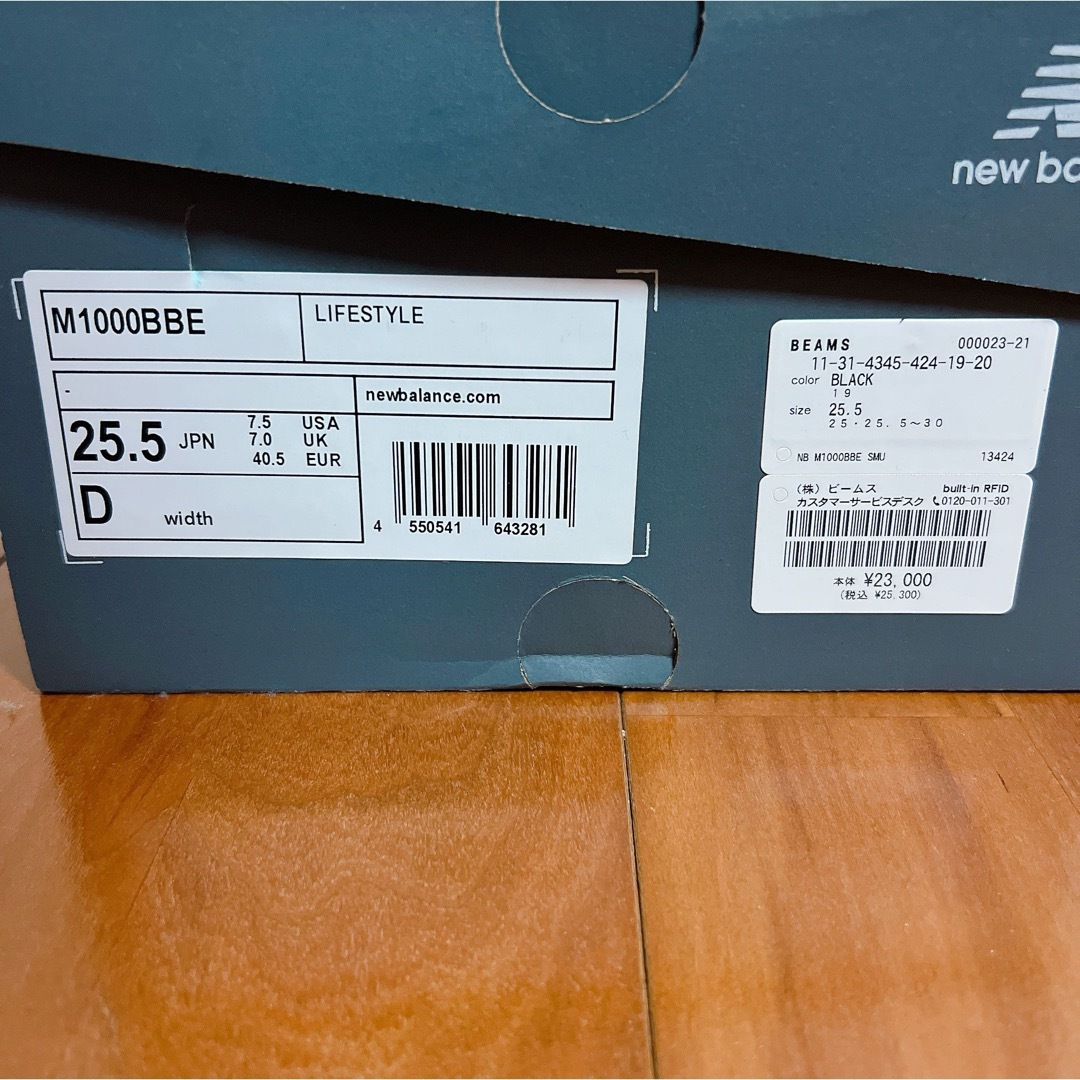 new ba
M1000BBE
LIFESTYLE
-
newbalance.com
25.5 JPN
7.5 USA
7.0 UK
40.5 EUR
D width
4 550541 643281
BEAMS 000023-21
11-31-4345-424-19-20
color BLACK
19
size 25.5
25・25.5～30
NB M1000BBE SMU 13424
(株) ビームス built-in RFID
カスタマーサービスデスク 0120-011-301
本体 ¥23,000
(税込 ¥25,300)